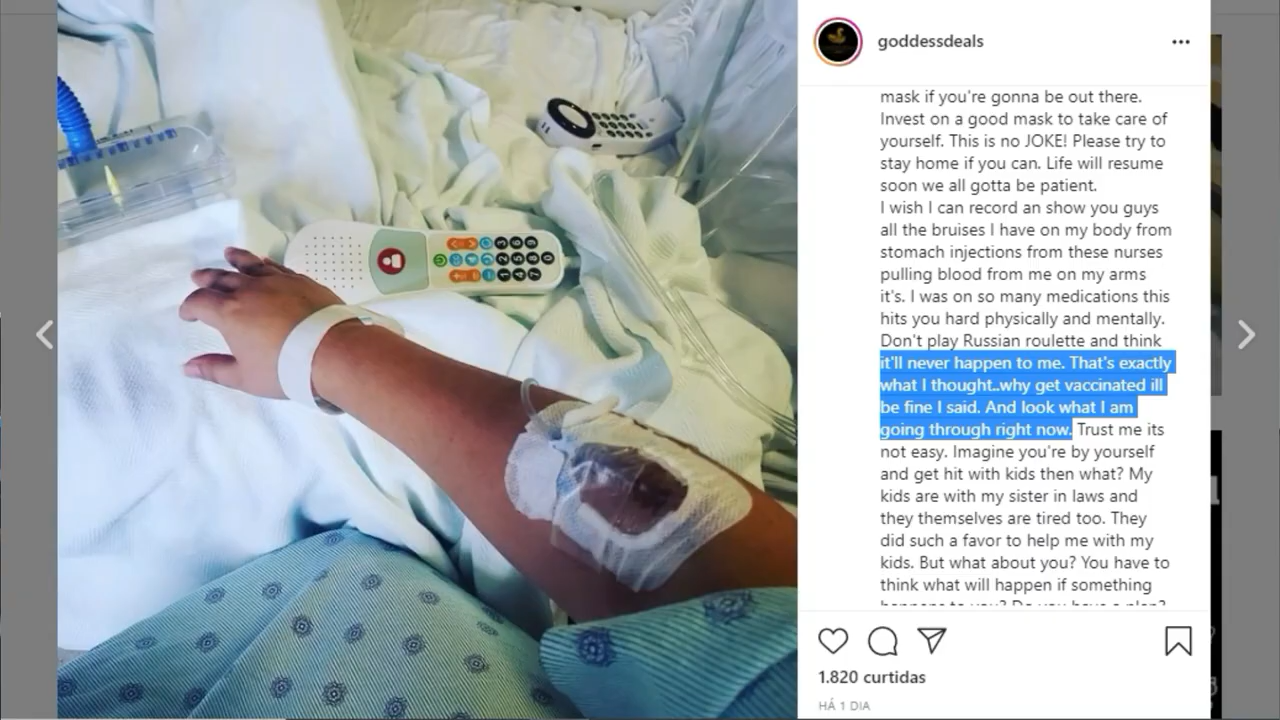 goddessdeals
mask if you're gonna be out there.
Invest on a good mask to take care of
yourself. This is no JOKE! Please try to
stay home if you can. Life will resume
soon we all gotta be patient.
I wish I can record an show you guys
all the bruises I have on my body from
stomach injections from these nurses
pulling blood from me on my arms
it's. I was on so many medications this
hits you hard physically and mentally.
Don't play Russian roulette and think
it'll never happen to me. That's exactly
what I thought..why get vaccinated ill
be fine I said. And look what I am
going through right now. Trust me its
not easy. Imagine you're by yourself
and get hit with kids then what? My
kids are with my sister in laws and
they themselves are tired too. They
did such a favor to help me with my
kids. But what about you? You have to
think what will happen if something
happens to you? Do you have a plan?
1.820 curtidas
HÁ 1 DIA